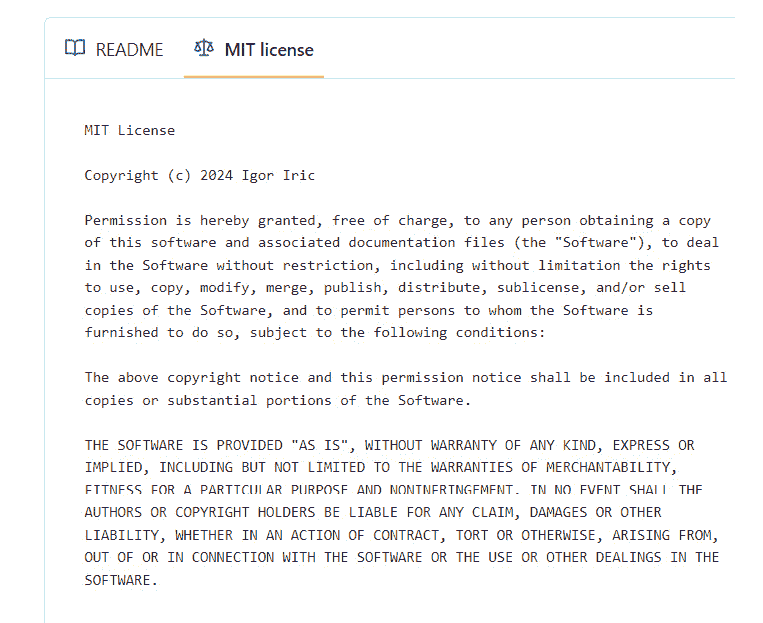 README MIT license
MIT License
Copyright (c) 2024 Igor Iric
Permission is hereby granted, free of charge, to any person obtaining a copy
of this software and associated documentation files (the "Software"), to deal
in the Software without restriction, including without limitation the rights
to use, copy, modify, merge, publish, distribute, sublicense, and/or sell
copies of the Software, and to permit persons to whom the Software is
furnished to do so, subject to the following conditions:
The above copyright notice and this permission notice shall be included in all
copies or substantial portions of the Software.
THE SOFTWARE IS PROVIDED "AS IS", WITHOUT WARRANTY OF ANY KIND, EXPRESS OR
IMPLIED, INCLUDING BUT NOT LIMITED TO THE WARRANTIES OF MERCHANTABILITY,
FITNESS FOR A PARTICULAR PURPOSE AND NONINFRINGEMENT. IN NO EVENT SHALL THE
AUTHORS OR COPYRIGHT HOLDERS BE LIABLE FOR ANY CLAIM, DAMAGES OR OTHER
LIABILITY, WHETHER IN AN ACTION OF CONTRACT, TORT OR OTHERWISE, ARISING FROM,
OUT OF OR IN CONNECTION WITH THE SOFTWARE OR THE USE OR OTHER DEALINGS IN THE
SOFTWARE.